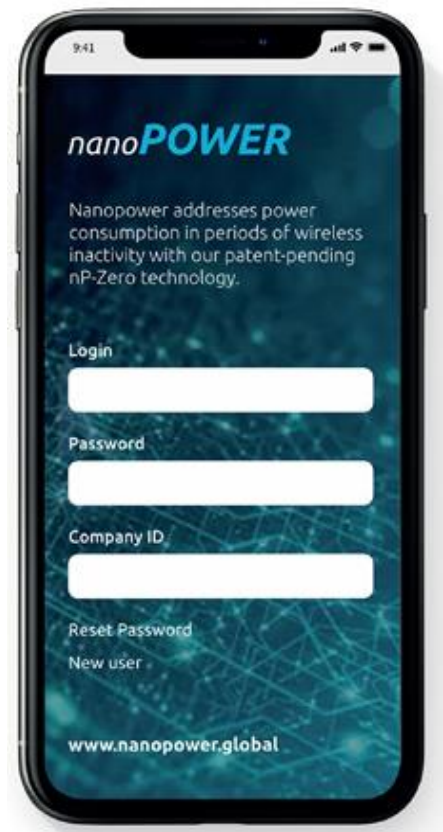 9:41
nanoPOWER
Nanopower addresses power
consumption in periods of wireless
inactivity with our patent-pending
nP-Zero technology.
Login
Password
Company ID
Reset Password
New user
www.nanopower.global